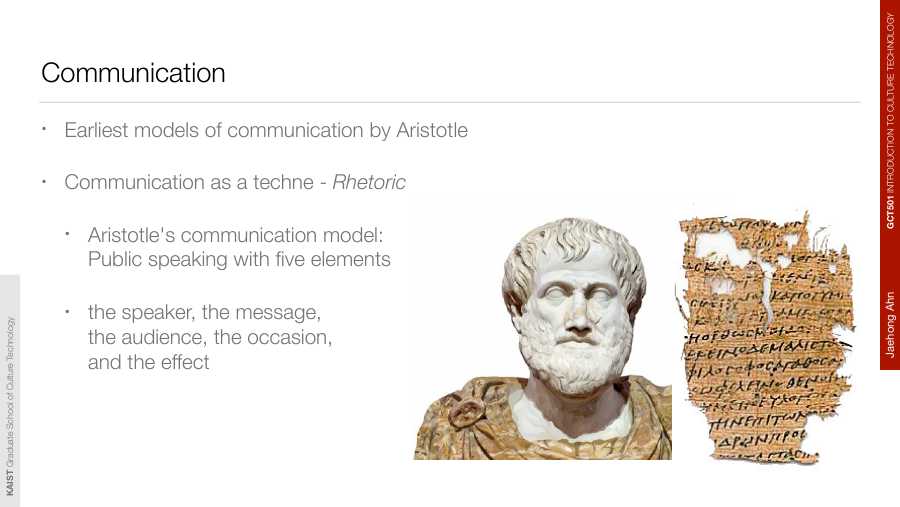 Communication
• Earliest models of communication by Aristotle
• Communication as a techne - Rhetoric
• Aristotle's communication model:
Public speaking with five elements
• the speaker, the message,
the audience, the occasion,
and the effect
GCT501 INTRODUCTION TO CULTURE TECHNOLOGY
Jaehong Ahn
KAIST Graduate School of Culture Technology